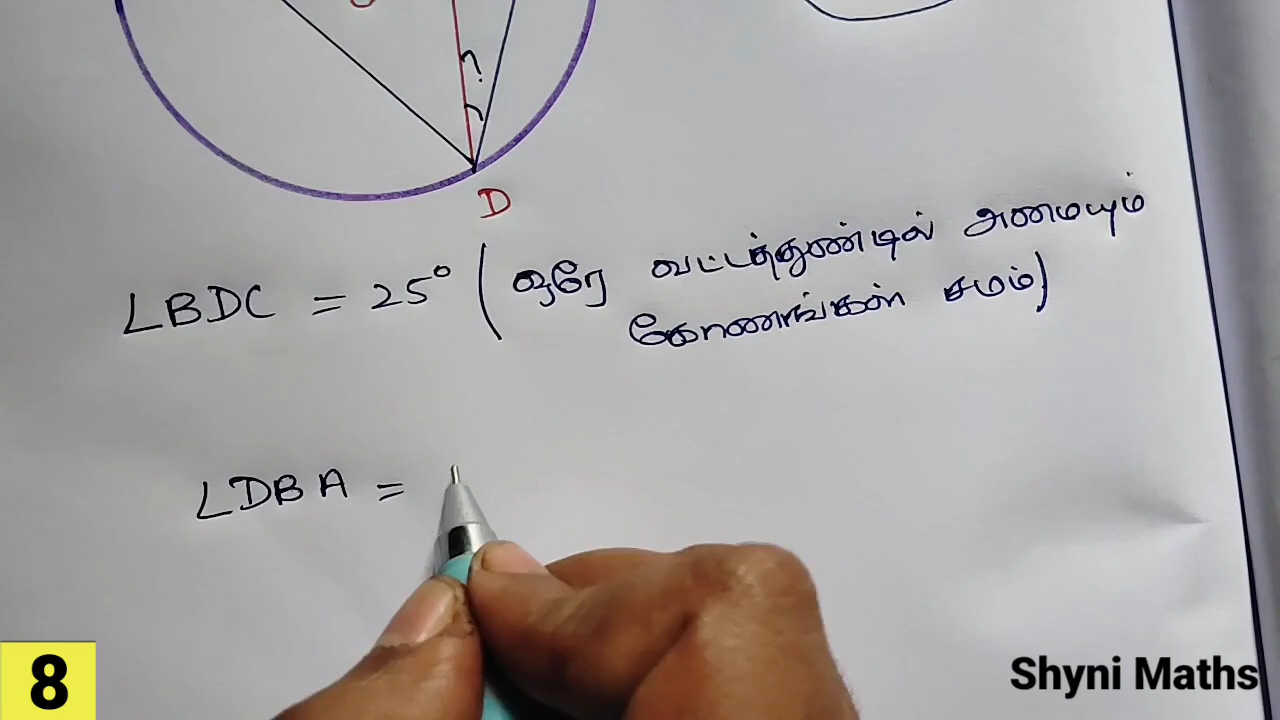 ?
D
∠BDC = 25° (ஒரே வட்டத்துண்டில் அமையும்
கோணங்கள் சமம்)
∠DBA =
8
Shyni Maths